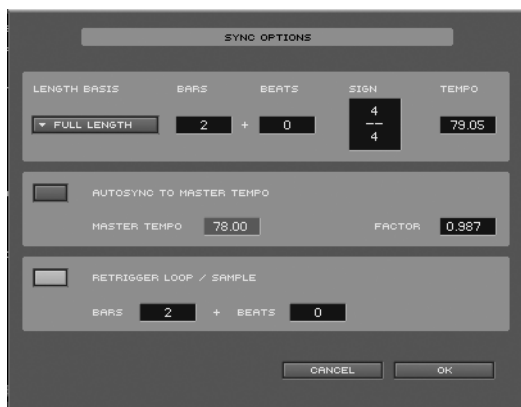 SYNC OPTIONS
LENGTH BASIS BARS BEATS SIGN TEMPO
FULL LENGTH 2 + 0 4/4 79.05
AUTOSYNC TO MASTER TEMPO
MASTER TEMPO 78.00 FACTOR 0.987
RETRIGGER LOOP / SAMPLE
BARS 2 + BEATS 0
CANCEL OK